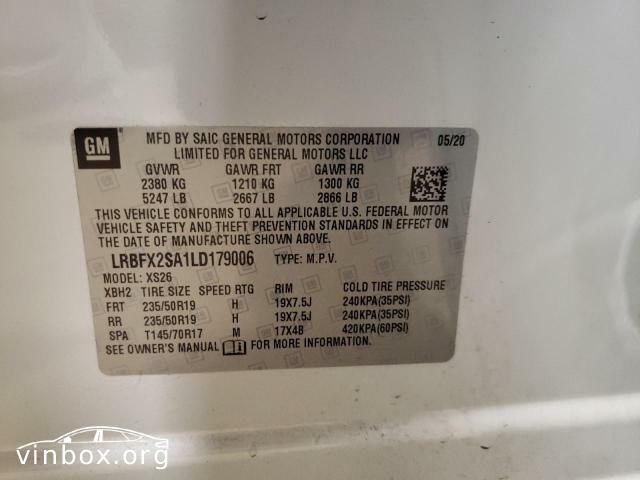 GM
MFD BY SAIC GENERAL MOTORS CORPORATION 05/20
LIMITED FOR GENERAL MOTORS LLC
GVWR GAWR FRT GAWR RR
2380 KG 1210 KG 1300 KG
5247 LB 2667 LB 2866 LB
THIS VEHICLE CONFORMS TO ALL APPLICABLE U.S. FEDERAL MOTOR
VEHICLE SAFETY AND THEFT PREVENTION STANDARDS IN EFFECT ON
THE DATE OF MANUFACTURE SHOWN ABOVE.
LRBFX2SA1LD179006 TYPE: M.P.V.
MODEL: XS26
XBH2 TIRE SIZE SPEED RTG RIM COLD TIRE PRESSURE
FRT 235/50R19 H 19X7.5J 240KPA(35PSI)
RR 235/50R19 H 19X7.5J 240KPA(35PSI)
SPA T145/70R17 M 17X4B 420KPA(60PSI)
SEE OWNER'S MANUAL FOR MORE INFORMATION.
vinbox.org